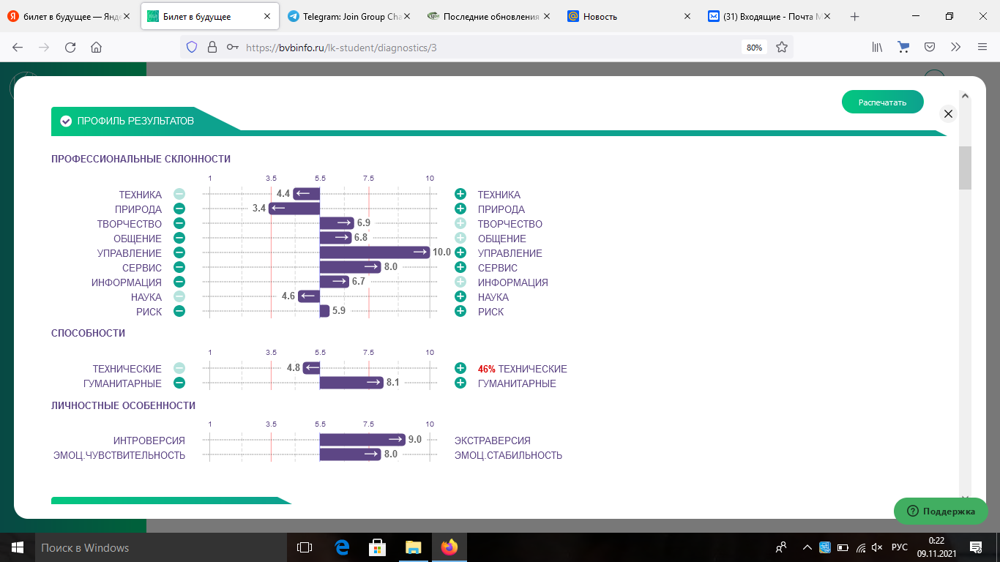 билет в будущее — Янде
Билет в будущее
Telegram: Join Group Cha
Последние обновления
Новость
(31) Входящие - Почта M
https://bvbinfo.ru/lk-student/diagnostics/3
80%
Распечатать
ПРОФИЛЬ РЕЗУЛЬТАТОВ
ПРОФЕССИОНАЛЬНЫЕ СКЛОННОСТИ
1 3.5 5.5 7.5 10
ТЕХНИКА 4.4 ТЕХНИКА
ПРИРОДА 3.4 ПРИРОДА
ТВОРЧЕСТВО 6.9 ТВОРЧЕСТВО
ОБЩЕНИЕ 6.8 ОБЩЕНИЕ
УПРАВЛЕНИЕ 10.0 УПРАВЛЕНИЕ
СЕРВИС 8.0 СЕРВИС
ИНФОРМАЦИЯ 6.7 ИНФОРМАЦИЯ
НАУКА 4.6 НАУКА
РИСК 5.9 РИСК
СПОСОБНОСТИ
1 3.5 5.5 7.5 10
ТЕХНИЧЕСКИЕ 4.8 46% ТЕХНИЧЕСКИЕ
ГУМАНИТАРНЫЕ 8.1 ГУМАНИТАРНЫЕ
ЛИЧНОСТНЫЕ ОСОБЕННОСТИ
1 3.5 5.5 7.5 10
ИНТРОВЕРСИЯ 9.0 ЭКСТРАВЕРСИЯ
ЭМОЦ.ЧУВСТВИТЕЛЬНОСТЬ 8.0 ЭМОЦ.СТАБИЛЬНОСТЬ
Поддержка
Поиск в Windows
РУС
0:22
09.11.2021